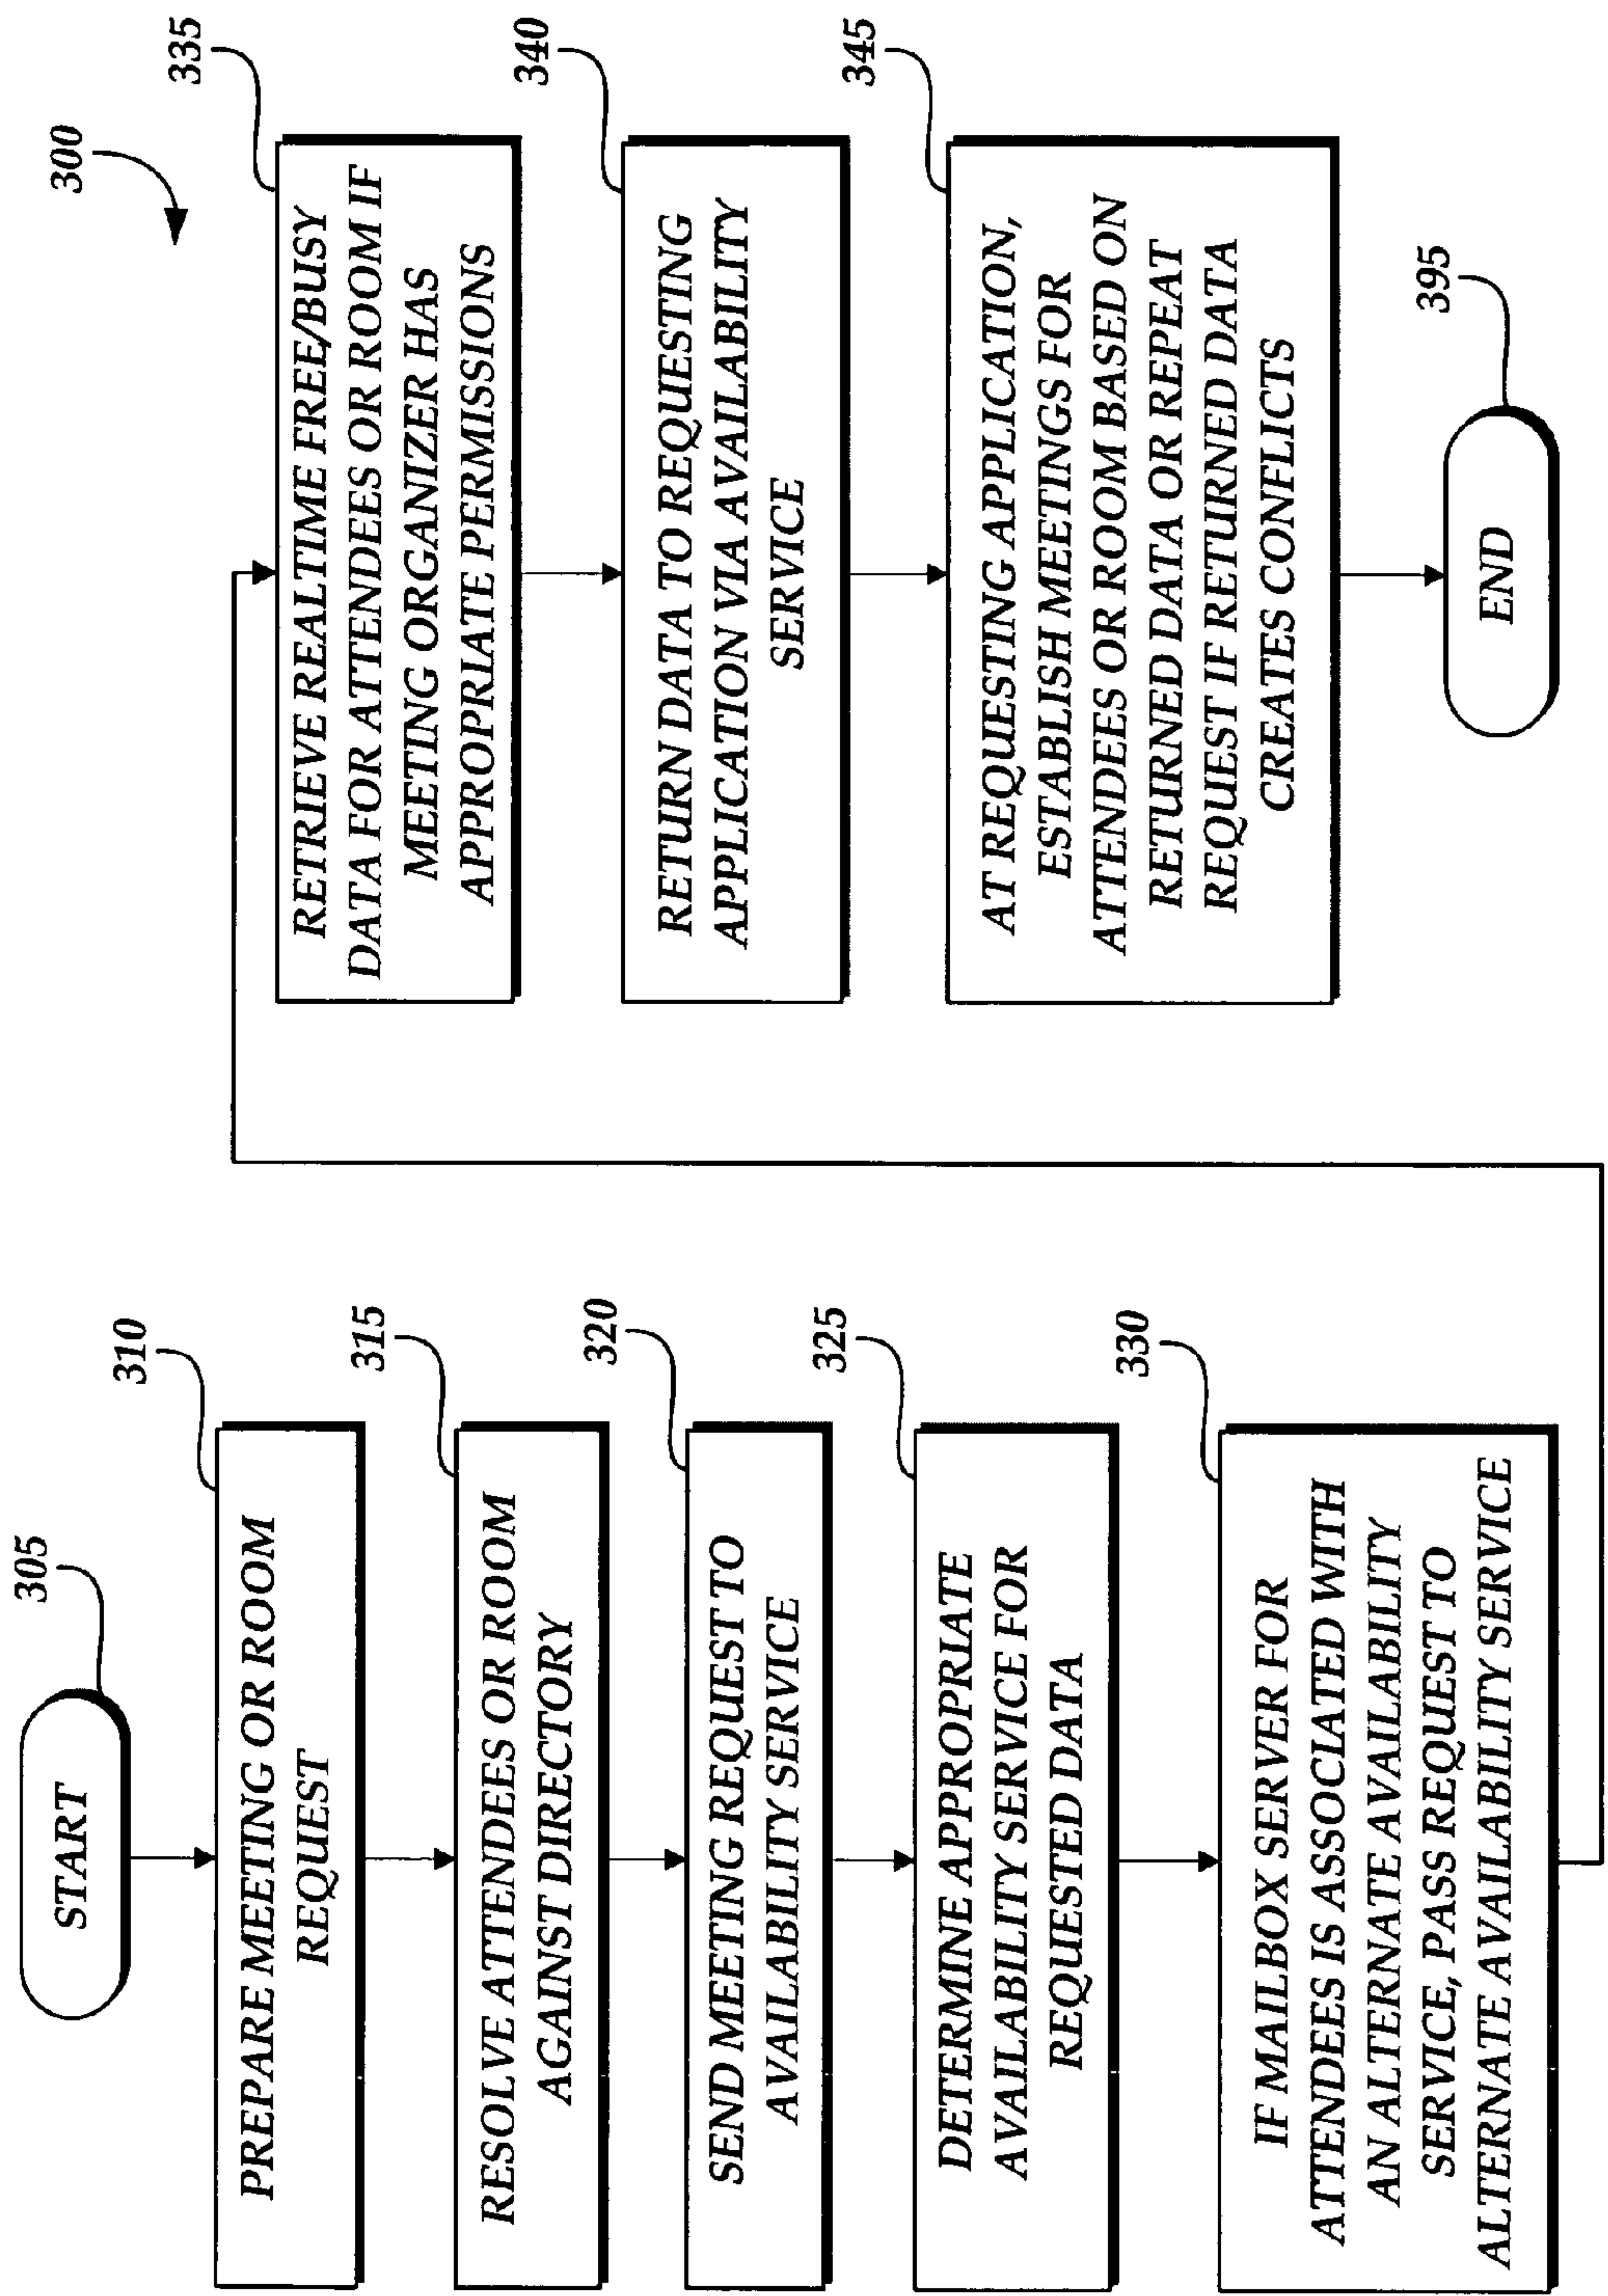 300
305
START
310
PREPARE MEETING OR ROOM
REQUEST
315
RESOLVE ATTENDEES OR ROOM
AGAINST DIRECTORY
320
SEND MEETING REQUEST TO
AVAILABILITY SERVICE
325
DETERMINE APPROPRIATE
AVAILABILITY SERVICE FOR
REQUESTED DATA
330
IF MAILBOX SERVER FOR
ATTENDEES IS ASSOCIATED WITH
AN ALTERNATE AVAILABILITY
SERVICE, PASS REQUEST TO
ALTERNATE AVAILABILITY SERVICE
335
RETRIEVE REALTIME FREE/BUSY
DATA FOR ATTENDEES OR ROOM IF
MEETING ORGANIZER HAS
APPROPRIATE PERMISSIONS
340
RETURN DATA TO REQUESTING
APPLICATION VIA AVAILABILITY
SERVICE
345
AT REQUESTING APPLICATION,
ESTABLISH MEETINGS FOR
ATTENDEES OR ROOM BASED ON
RETURNED DATA OR REPEAT
REQUEST IF RETURNED DATA
CREATES CONFLICTS
395
END